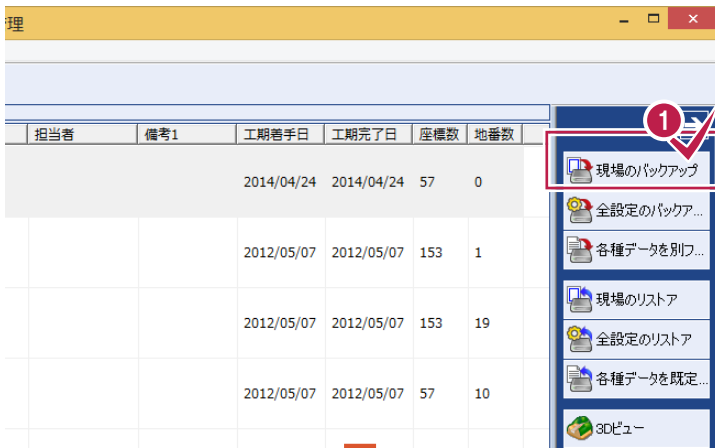 理
担当者 備考1 工期着手日 工期完了日 座標数 地番数
2014/04/24 2014/04/24 57 0
2012/05/07 2012/05/07 153 1
2012/05/07 2012/05/07 153 19
2012/05/07 2012/05/07 57 10
1
現場のバックアップ
全設定のバックア...
各種データを別フ...
現場のリストア
全設定のリストア
各種データを既定...
3Dビュー